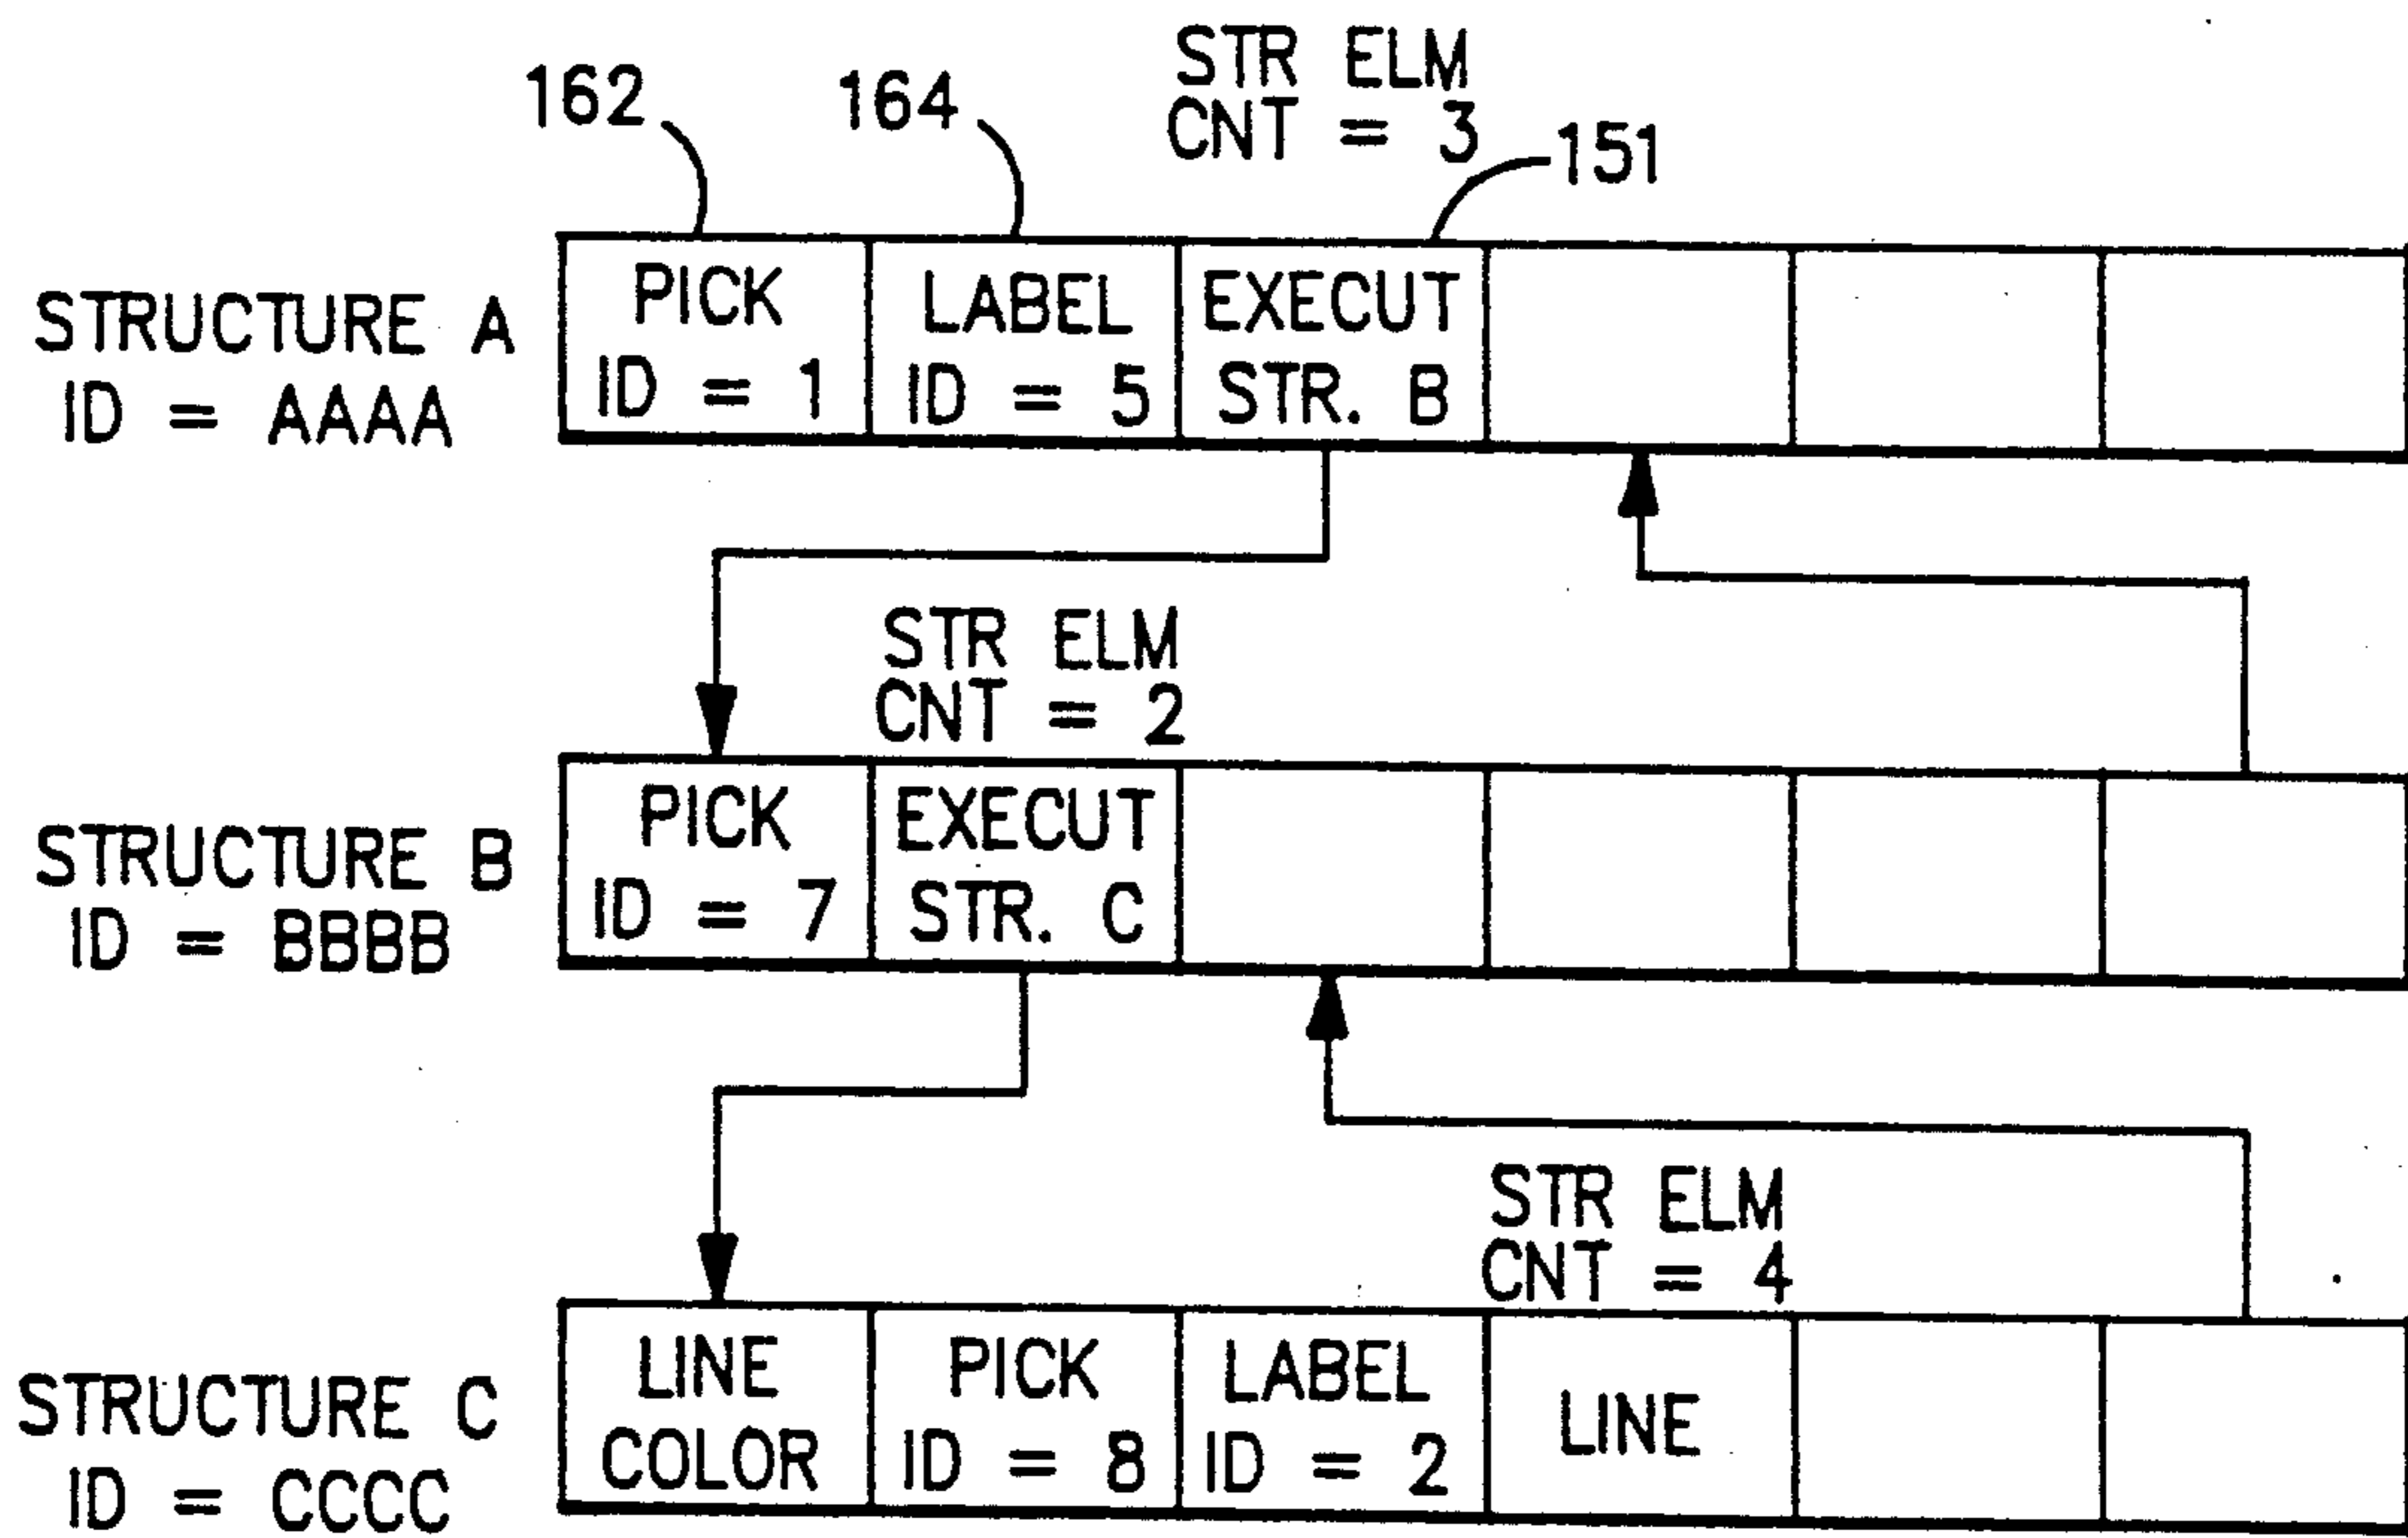 STR ELM
CNT = 3
162
164
151
STRUCTURE A
ID = AAAA
PICK
ID = 1
LABEL
ID = 5
EXECUT
STR. B
STR ELM
CNT = 2
STRUCTURE B
ID = BBBB
PICK
ID = 7
EXECUT
STR. C
STR ELM
CNT = 4
STRUCTURE C
ID = CCCC
LINE
COLOR
PICK
ID = 8
LABEL
ID = 2
LINE